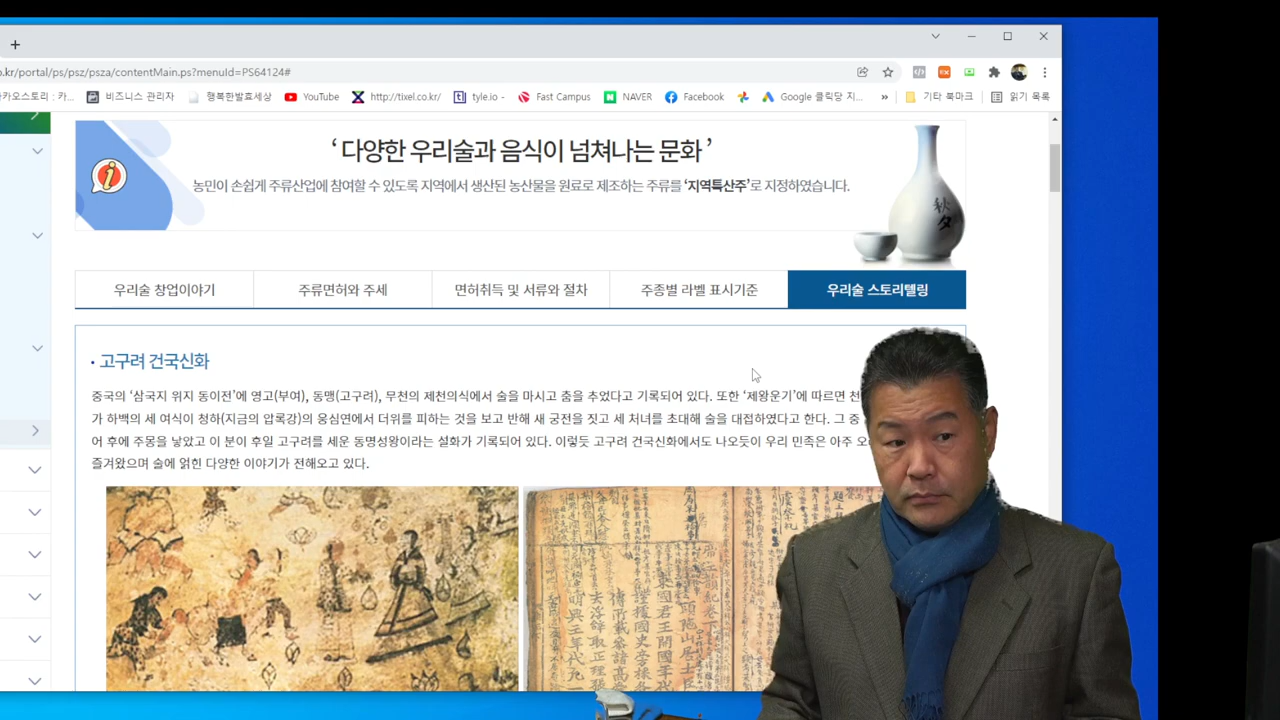 .kr/portal/ps/psz/psza/contentMain.ps?menuId=PS64124#
카오스토리 : 카...
비즈니스 관리자
행복한발효세상
YouTube
http://tixel.co.kr/
tyle.io -
Fast Campus
NAVER
Facebook
Google 클릭당 지...
»
기타 북마크
읽기 목록
‘ 다양한 우리술과 음식이 넘쳐나는 문화 ’
농민이 손쉽게 주류산업에 참여할 수 있도록 지역에서 생산된 농산물을 원료로 제조하는 주류를 ‘지역특산주’로 지정하였습니다.
秋
夕
우리술 창업이야기
주류면허와 주세
면허취득 및 서류와 절차
주종별 라벨 표시기준
우리술 스토리텔링
• 고구려 건국신화
중국의 ‘삼국지 위지 동이전’에 영고(부여), 동맹(고구려), 무천의 제천의식에서 술을 마시고 춤을 추었다고 기록되어 있다. 또한 ‘제왕운기’에 따르면 천
가 하백의 세 여식이 청하(지금의 압록강)의 웅심연에서 더위를 피하는 것을 보고 반해 새 궁전을 짓고 세 처녀를 초대해 술을 대접하였다고 한다. 그 중
어 후에 주몽을 낳았고 이 분이 후일 고구려를 세운 동명성왕이라는 설화가 기록되어 있다. 이렇듯 고구려 건국신화에서도 나오듯이 우리 민족은 아주 오
즐겨왔으며 술에 얽힌 다양한 이야기가 전해오고 있다.